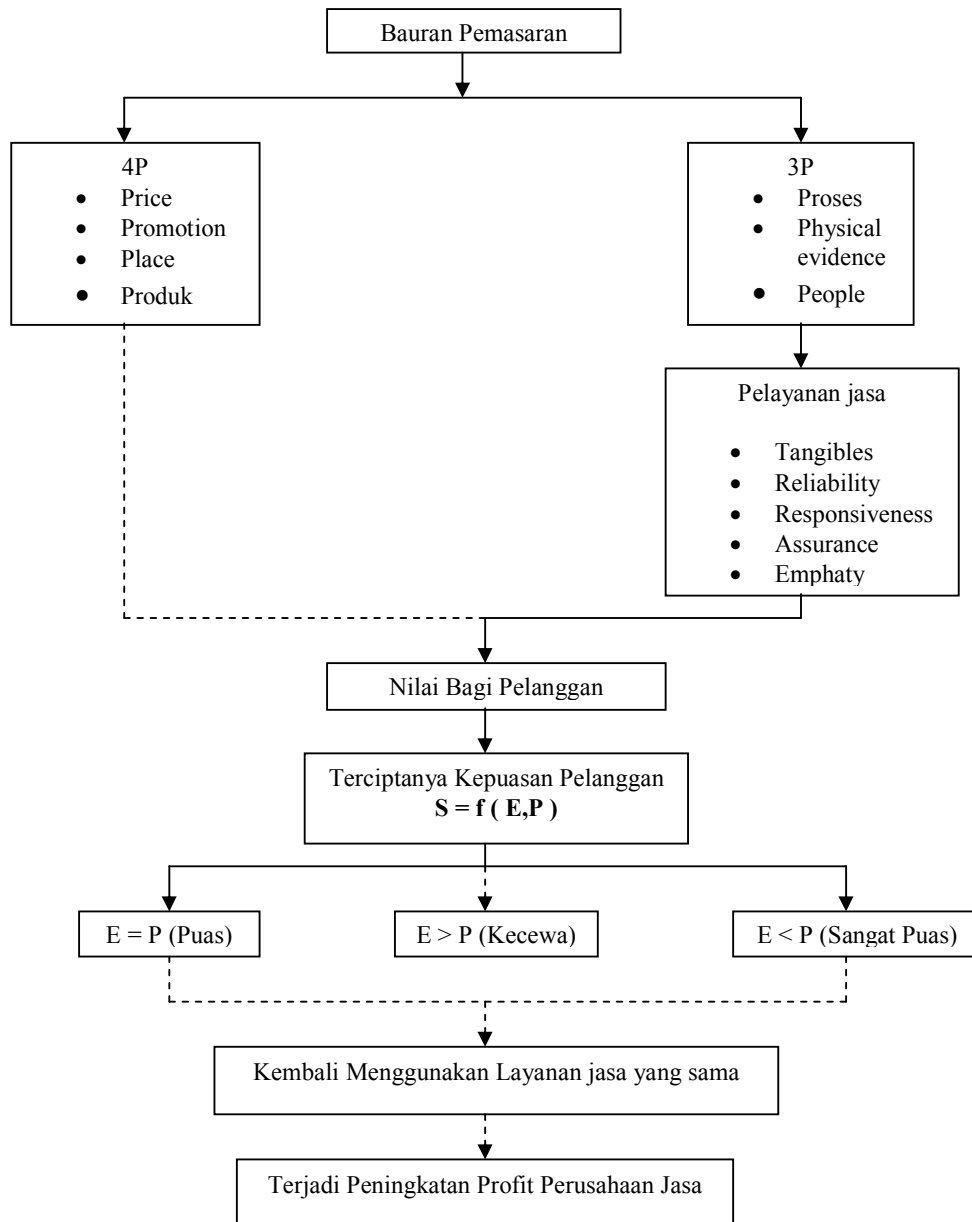 Bauran Pemasaran
4P
• Price
• Promotion
• Place
• Produk
3P
• Proses
• Physical
evidence
• People
Pelayanan jasa
• Tangibles
• Reliability
• Responsiveness
• Assurance
• Emphaty
Nilai Bagi Pelanggan
Terciptanya Kepuasan Pelanggan
S = f ( E,P )
E = P (Puas)
E > P (Kecewa)
E < P (Sangat Puas)
Kembali Menggunakan Layanan jasa yang sama
Terjadi Peningkatan Profit Perusahaan Jasa